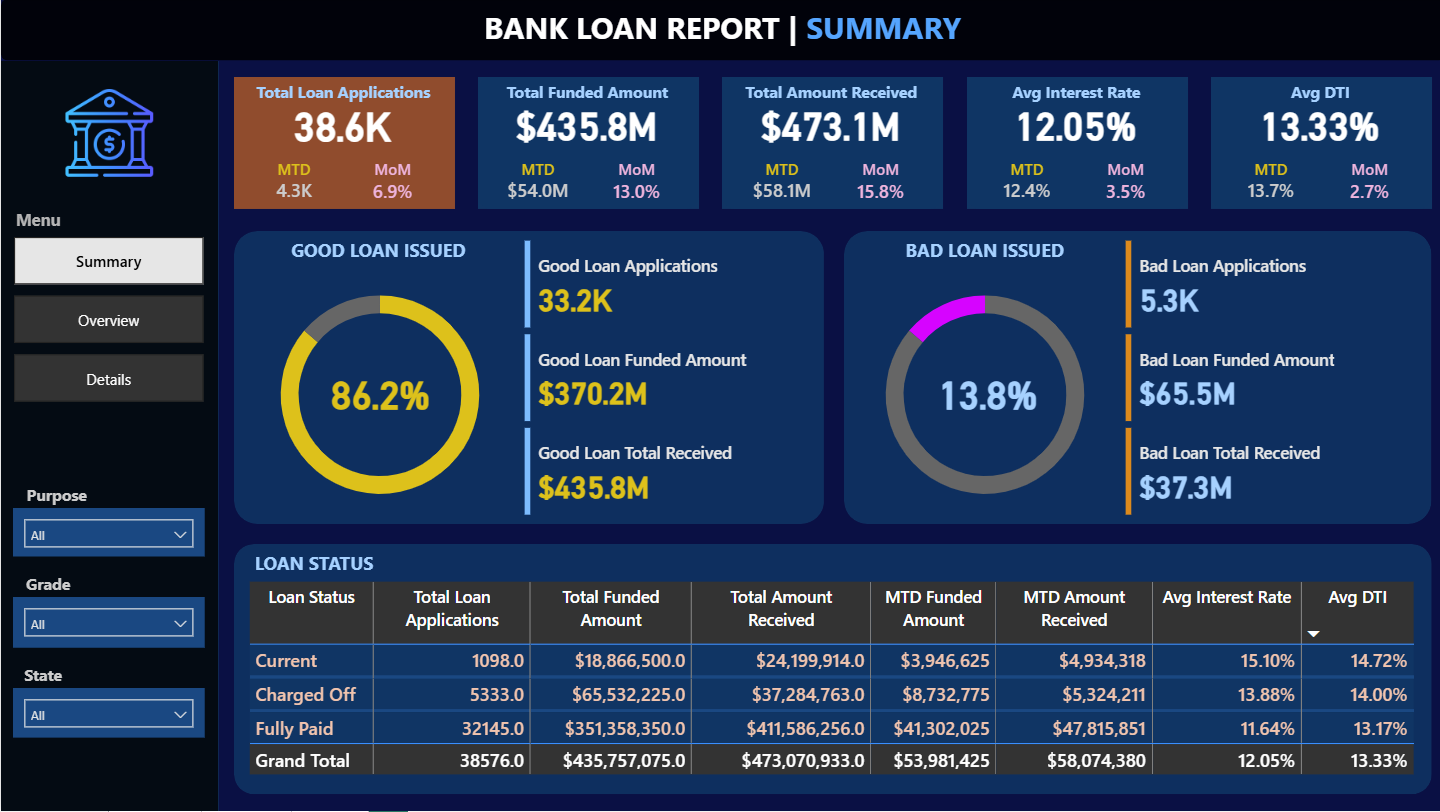 BANK LOAN REPORT | SUMMARY
Menu
Summary
Overview
Details
Purpose
All
Grade
All
State
All
Total Loan Applications
38.6K
MTD MoM
4.3K 6.9%
Total Funded Amount
$435.8M
MTD MoM
$54.0M 13.0%
Total Amount Received
$473.1M
MTD MoM
$58.1M 15.8%
Avg Interest Rate
12.05%
MTD MoM
12.4% 3.5%
Avg DTI
13.33%
MTD MoM
13.7% 2.7%
GOOD LOAN ISSUED
86.2%
Good Loan Applications
33.2K
Good Loan Funded Amount
$370.2M
Good Loan Total Received
$435.8M
BAD LOAN ISSUED
13.8%
Bad Loan Applications
5.3K
Bad Loan Funded Amount
$65.5M
Bad Loan Total Received
$37.3M
LOAN STATUS
Loan Status Total Loan Applications Total Funded Amount Total Amount Received MTD Funded Amount MTD Amount Received Avg Interest Rate Avg DTI
Current 1098.0 $18,866,500.0 $24,199,914.0 $3,946,625 $4,934,318 15.10% 14.72%
Charged Off 5333.0 $65,532,225.0 $37,284,763.0 $8,732,775 $5,324,211 13.88% 14.00%
Fully Paid 32145.0 $351,358,350.0 $411,586,256.0 $41,302,025 $47,815,851 11.64% 13.17%
Grand Total 38576.0 $435,757,075.0 $473,070,933.0 $53,981,425 $58,074,380 12.05% 13.33%